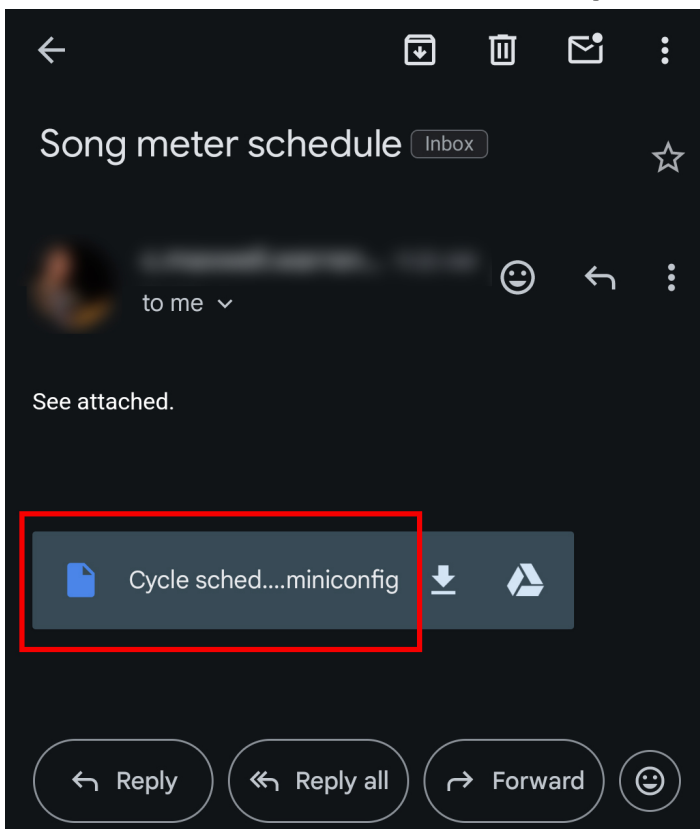 Song meter schedule Inbox
to me
See attached.
Cycle sched....miniconfig
Reply Reply all Forward